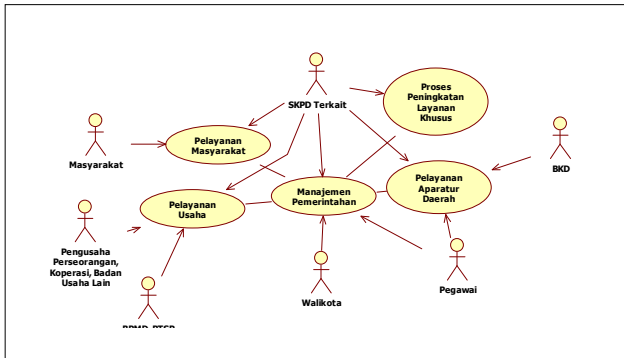 SKPD Terkait
Proses
Peningkatan
Layanan
Khusus
Masyarakat
Pelayanan
Masyarakat
BKD
Pelayanan
Aparatur
Daerah
Manajemen
Pemerintahan
Pelayanan
Usaha
Pengusaha
Perseorangan,
Koperasi, Badan
Usaha Lain
Walikota
Pegawai